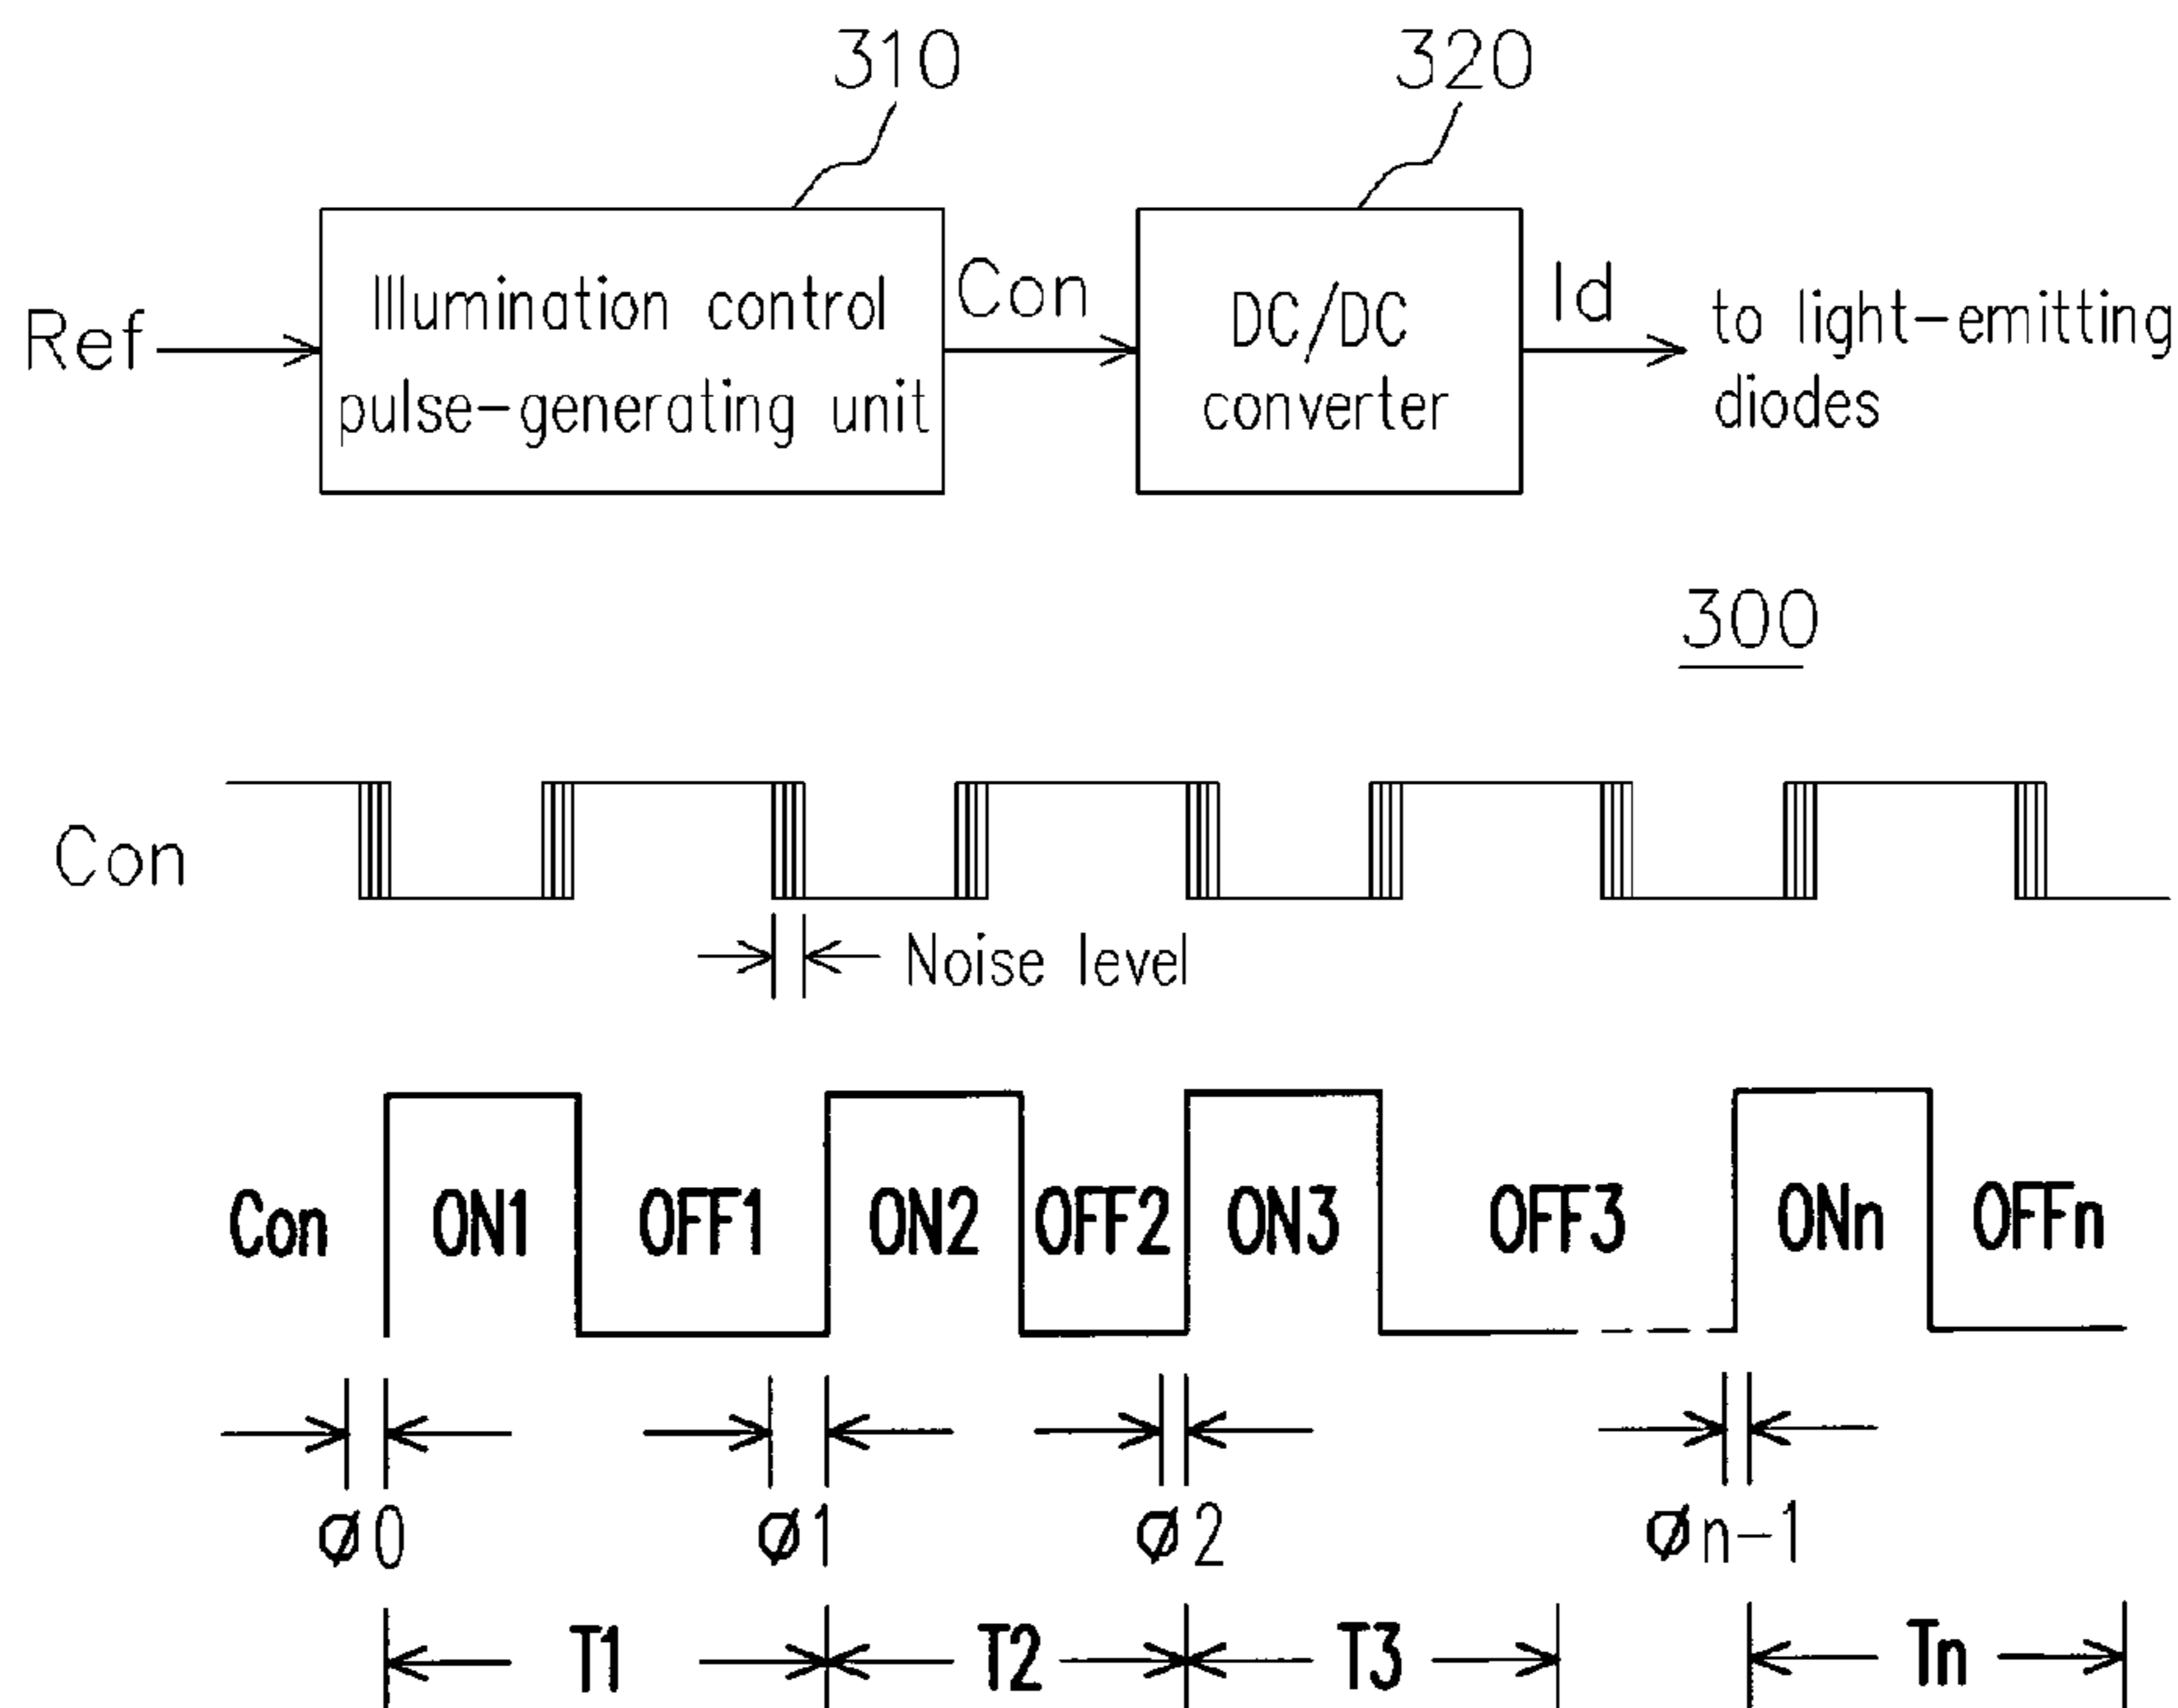 310
320
Ref
Illumination control
pulse-generating unit
Con
DC/DC
converter
Id
to light-emitting
diodes
300
Con
Noise level
Con
ON1
OFF1
ON2
OFF2
ON3
OFF3
ONn
OFFn
ø0
ø1
ø2
øn-1
T1
T2
T3
Tn